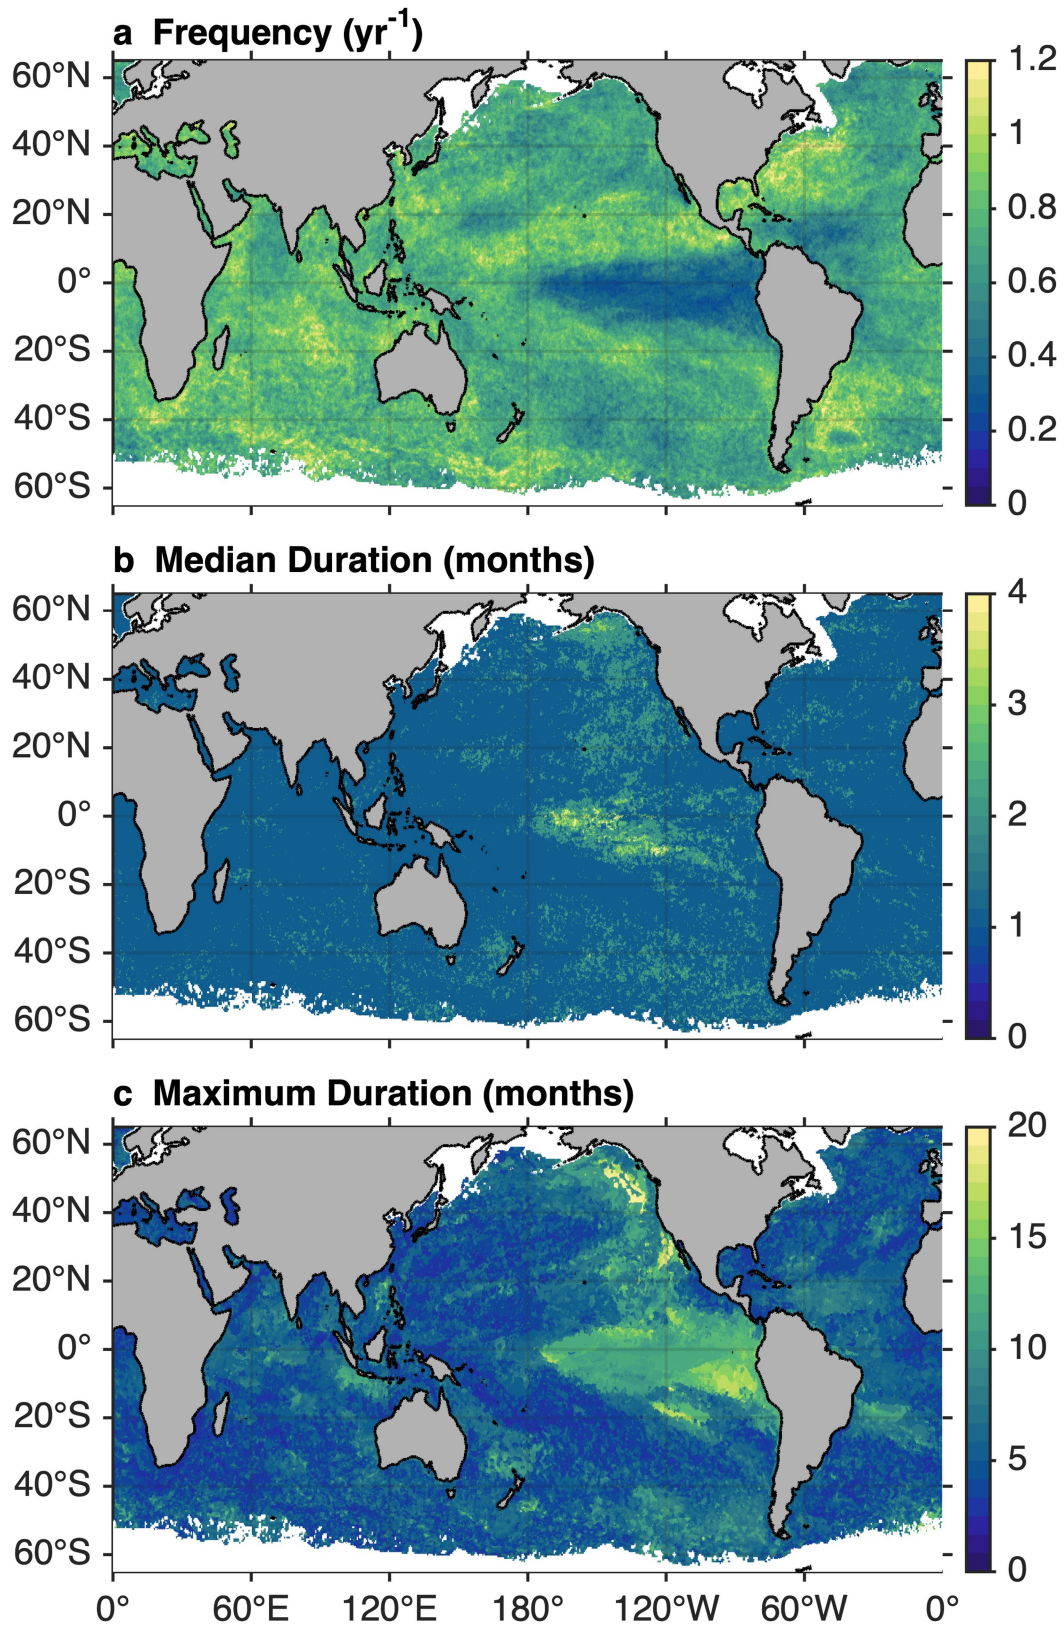 a Frequency (yr⁻¹)
60°N
40°N
20°N
0°
20°S
40°S
60°S
1.2
1
0.8
0.6
0.4
0.2
0
b Median Duration (months)
60°N
40°N
20°N
0°
20°S
40°S
60°S
4
3
2
1
0
c Maximum Duration (months)
60°N
40°N
20°N
0°
20°S
40°S
60°S
20
15
10
5
0
0° 60°E 120°E 180° 120°W 60°W 0°